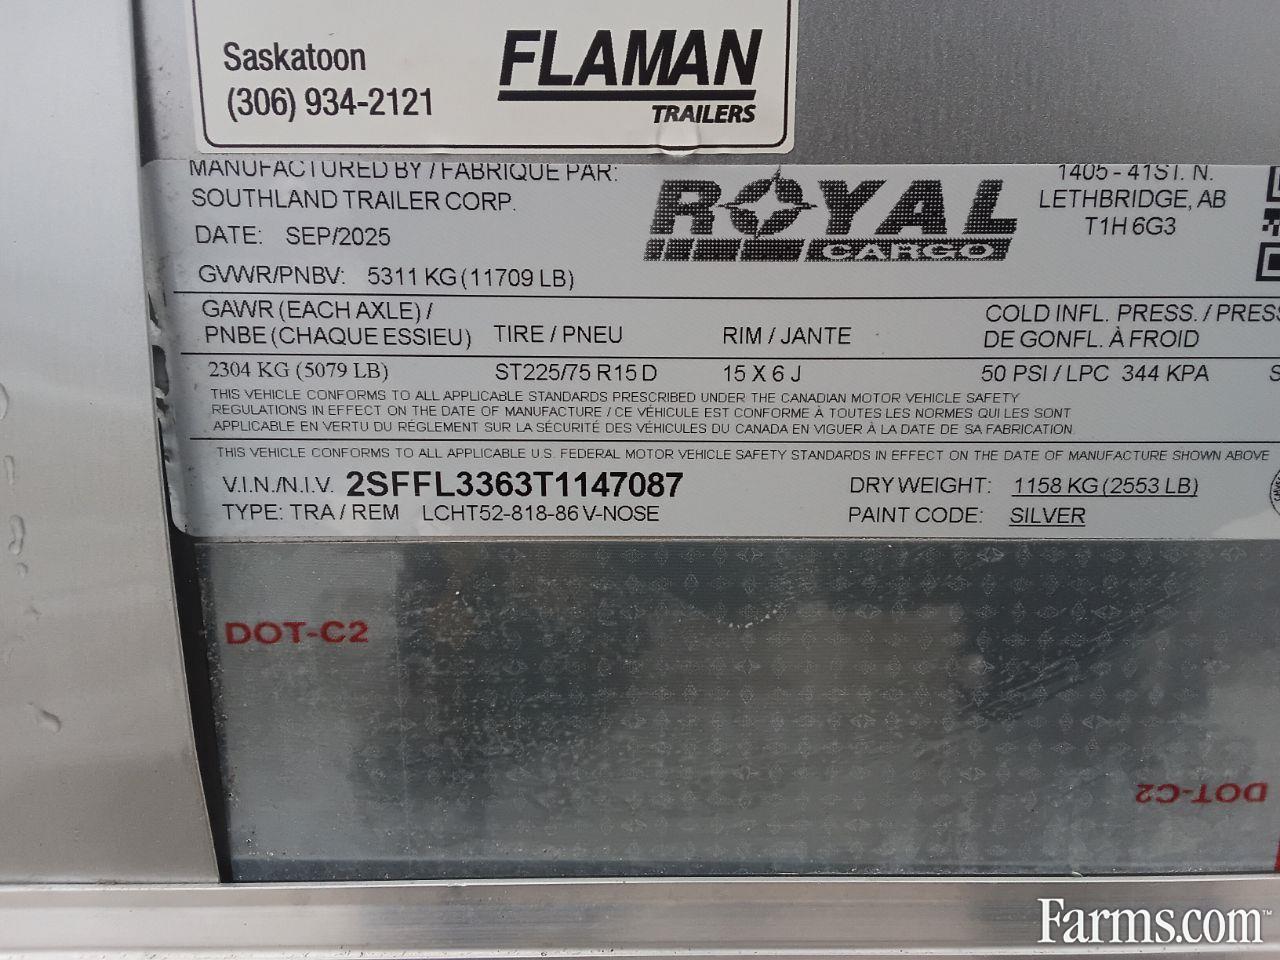 Saskatoon
(306) 934-2121
FLAMAN
TRAILERS
MANUFACTURED BY / FABRIQUE PAR:
SOUTHLAND TRAILER CORP.
DATE: SEP/2025
ROYAL
CARGO
1405 - 41ST. N.
LETHBRIDGE, AB
T1H 6G3
GVWR/PNBV: 5311 KG (11709 LB)
GAWR (EACH AXLE) /
PNBE (CHAQUE ESSIEU)
TIRE / PNEU
RIM / JANTE
COLD INFL. PRESS. / PRESS
DE GONFL. À FROID
2304 KG (5079 LB) ST225/75 R15 D 15 X 6 J 50 PSI / LPC 344 KPA S
THIS VEHICLE CONFORMS TO ALL APPLICABLE STANDARDS PRESCRIBED UNDER THE CANADIAN MOTOR VEHICLE SAFETY
REGULATIONS IN EFFECT ON THE DATE OF MANUFACTURE / CE VÉHICULE EST CONFORME À TOUTES LES NORMES QUI LES SONT
APPLICABLE EN VERTU DU RÉGLEMENT SUR LA SÉCURITÉ DES VÉHICULES DU CANADA EN VIGUER À LA DATE DE SA FABRICATION.
THIS VEHICLE CONFORMS TO ALL APPLICABLE U.S. FEDERAL MOTOR VEHICLE SAFETY STANDARDS IN EFFECT ON THE DATE OF MANUFACTURE SHOWN ABOVE
V.I.N./N.I.V. 2SFFL3363T1147087 DRY WEIGHT: 1158 KG (2553 LB)
TYPE: TRA / REM LCHT52-818-86 V-NOSE PAINT CODE: SILVER
DOT-C2
DOT-C2
Farms.com™